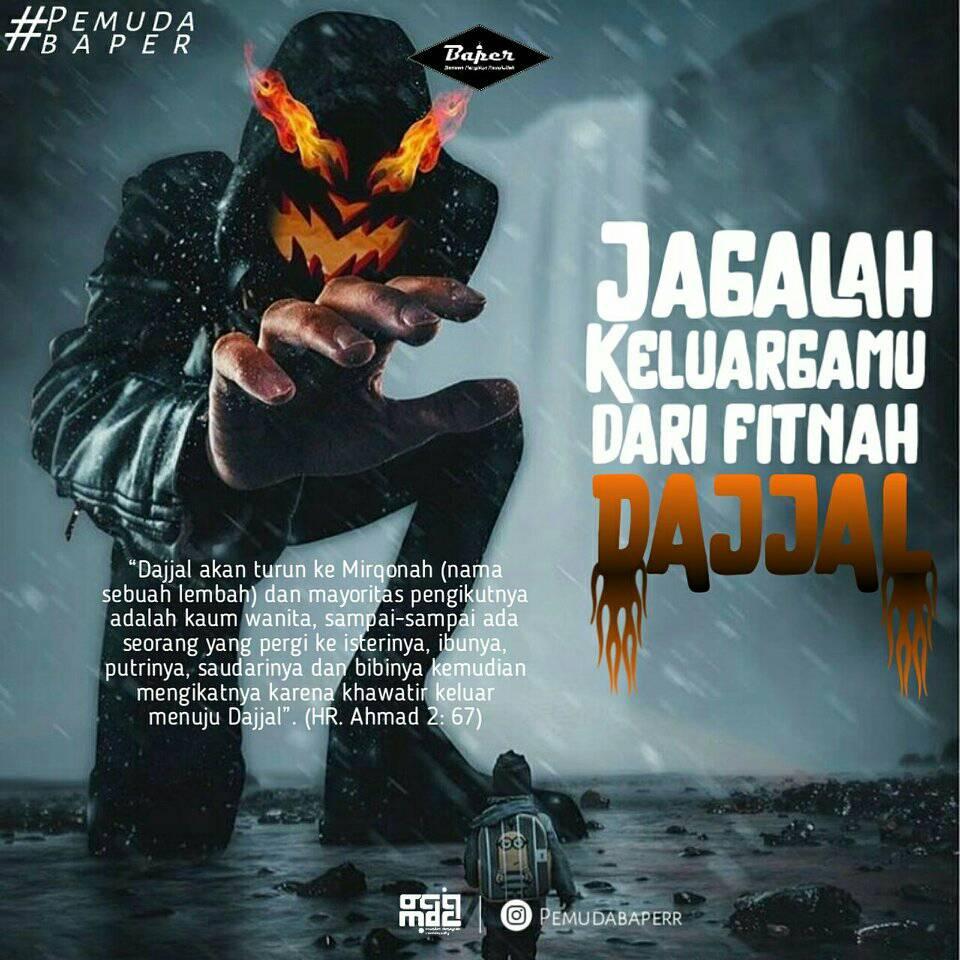 #PEMUDA
BAPER
Baper
JAGALAH
KELUARGAMU
DARI FITNAH
DAJJAL
“Dajjal akan turun ke Mirqonah (nama
sebuah lembah) dan mayoritas pengikutnya
adalah kaum wanita, sampai-sampai ada
seorang yang pergi ke isterinya, ibunya,
putrinya, saudarinya dan bibinya kemudian
mengikatnya karena khawatir keluar
menuju Dajjal”. (HR. Ahmad 2: 67)
PEMUDABAPERR